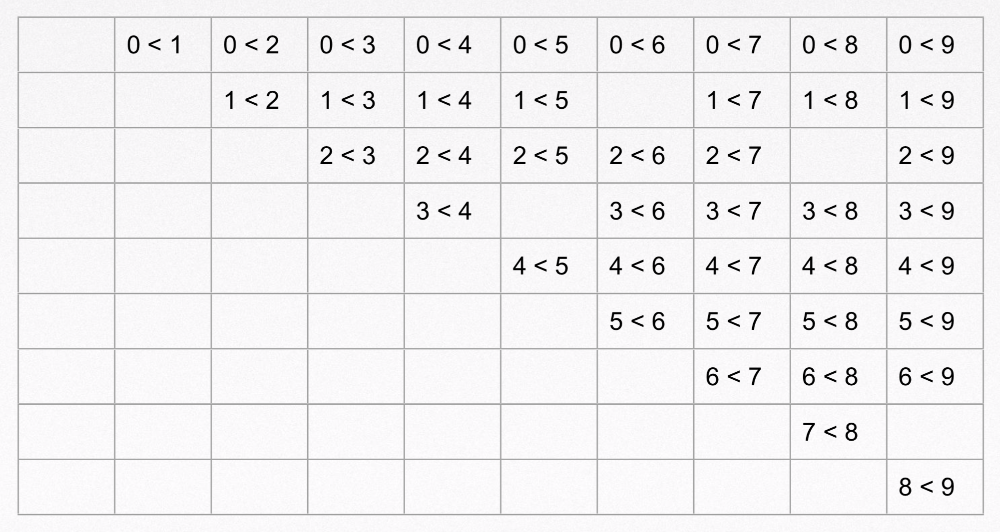 0 < 1 0 < 2 0 < 3 0 < 4 0 < 5 0 < 6 0 < 7 0 < 8 0 < 9
1 < 2 1 < 3 1 < 4 1 < 5 1 < 7 1 < 8 1 < 9
2 < 3 2 < 4 2 < 5 2 < 6 2 < 7 2 < 9
3 < 4 3 < 6 3 < 7 3 < 8 3 < 9
4 < 5 4 < 6 4 < 7 4 < 8 4 < 9
5 < 6 5 < 7 5 < 8 5 < 9
6 < 7 6 < 8 6 < 9
7 < 8
8 < 9